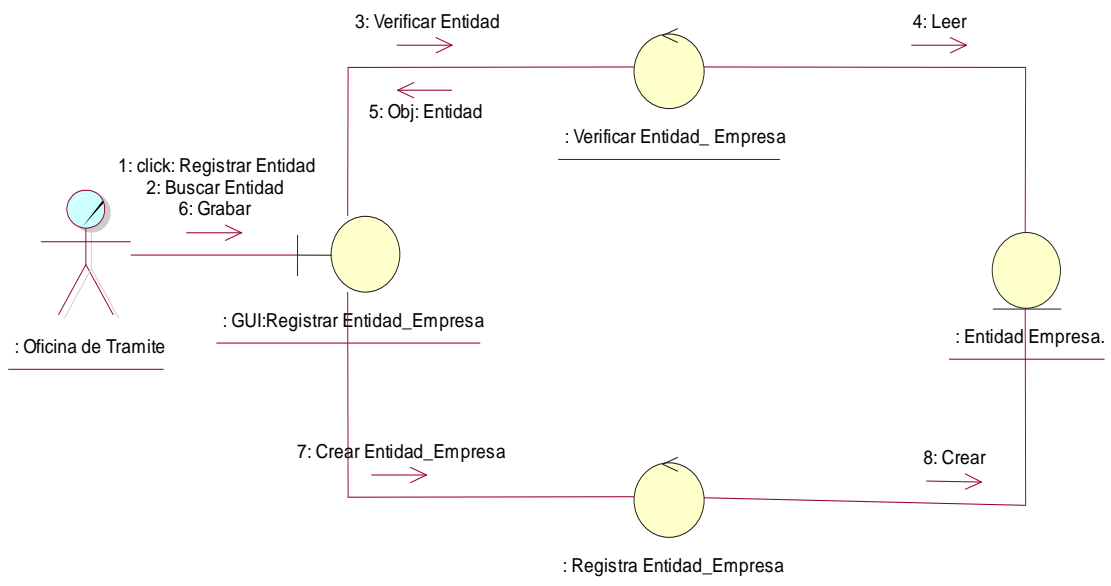 3: Verificar Entidad
4: Leer
5: Obj: Entidad
: Verificar Entidad_ Empresa
1: click: Registrar Entidad
2: Buscar Entidad
6: Grabar
: GUI:Registrar Entidad_Empresa
: Oficina de Tramite
: Entidad Empresa.
7: Crear Entidad_Empresa
8: Crear
: Registra Entidad_Empresa